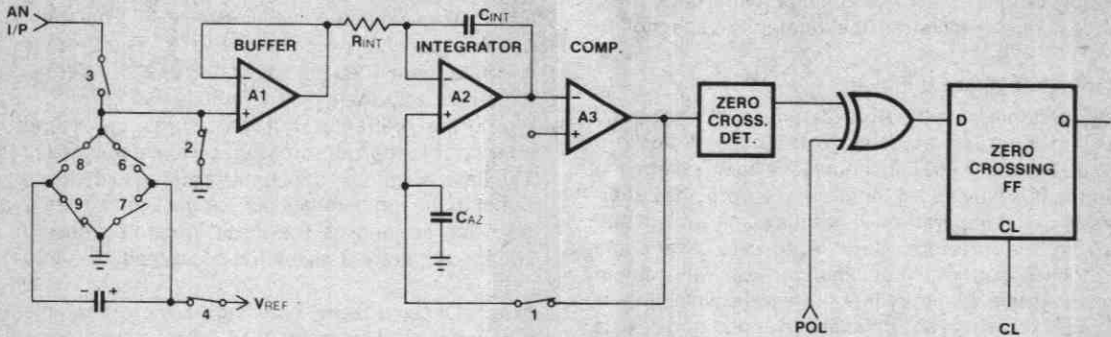 AN
I/P
3
BUFFER
A1
RINT
CINT
INTEGRATOR
A2
COMP.
A3
ZERO
CROSS.
DET.
D
Q
ZERO
CROSSING
FF
CL
2
8
6
9
7
CAZ
- +
4
VREF
1
POL
CL